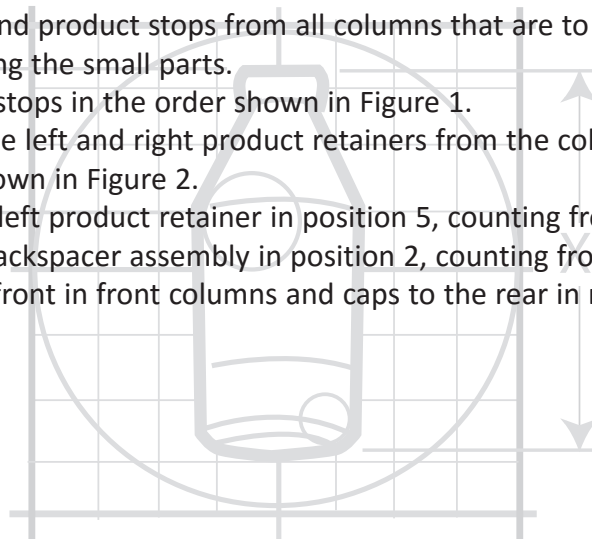 nd product stops from all columns that are to
ng the small parts.
stops in the order shown in Figure 1.
e left and right product retainers from the col
own in Figure 2.
left product retainer in position 5, counting fro
ackspacer assembly in position 2, counting fro
front in front columns and caps to the rear in r
X